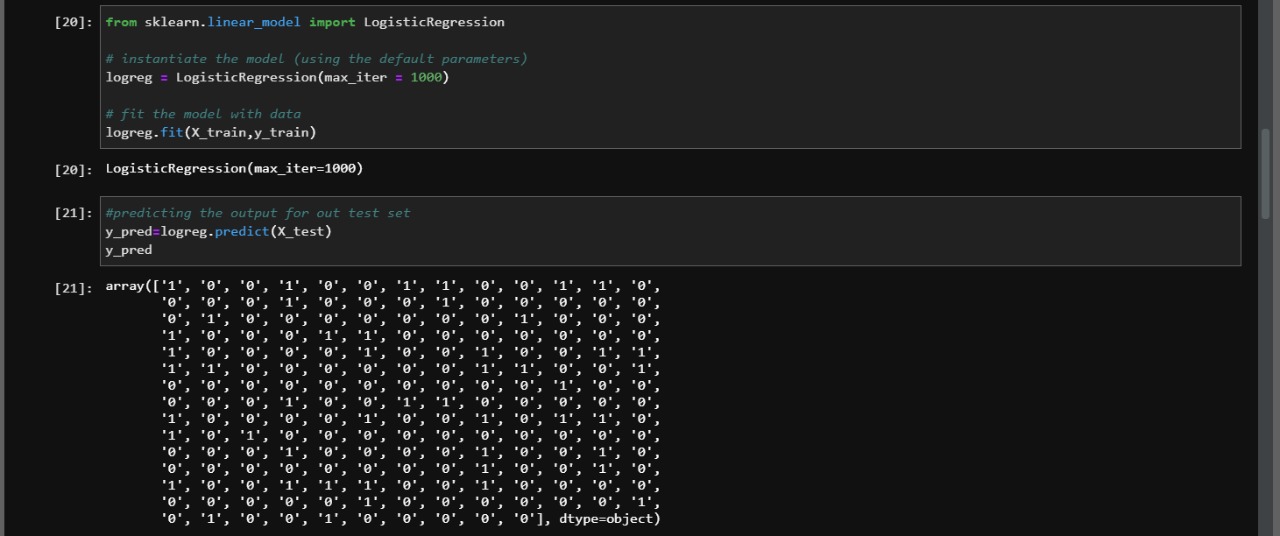 [20]: from sklearn.linear_model import LogisticRegression
# instantiate the model (using the default parameters)
logreg = LogisticRegression(max_iter = 1000)
# fit the model with data
logreg.fit(X_train,y_train)
[20]: LogisticRegression(max_iter=1000)
[21]: #predicting the output for out test set
y_pred=logreg.predict(X_test)
y_pred
[21]: array(['1', '0', '0', '1', '0', '0', '1', '1', '0', '0', '1', '1', '0',
'0', '0', '0', '1', '0', '0', '0', '1', '0', '0', '0', '0', '0',
'0', '1', '0', '0', '0', '0', '0', '0', '0', '1', '0', '0', '0',
'1', '0', '0', '0', '1', '1', '0', '0', '0', '0', '0', '0', '0',
'1', '0', '0', '0', '0', '1', '0', '0', '1', '0', '0', '1', '1',
'1', '1', '0', '0', '0', '0', '0', '0', '1', '1', '0', '0', '1',
'0', '0', '0', '0', '0', '0', '0', '0', '0', '0', '1', '0', '0',
'0', '0', '0', '1', '0', '0', '1', '1', '0', '0', '0', '0', '0',
'1', '0', '0', '0', '0', '1', '0', '0', '1', '0', '1', '1', '0',
'1', '0', '1', '0', '0', '0', '0', '0', '0', '0', '0', '0', '0',
'0', '0', '0', '1', '0', '0', '0', '0', '1', '0', '0', '1', '0',
'0', '0', '0', '0', '0', '0', '0', '0', '1', '0', '0', '1', '0',
'1', '0', '0', '1', '1', '1', '0', '0', '1', '0', '0', '0', '0',
'0', '0', '0', '0', '0', '1', '0', '0', '0', '0', '0', '0', '1',
'0', '1', '0', '0', '1', '0', '0', '0', '0', '0'], dtype=object)